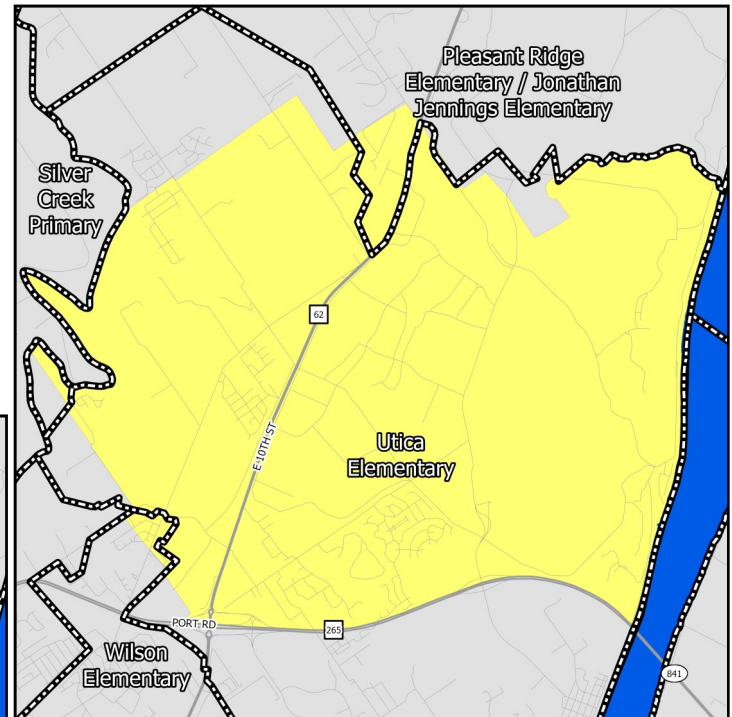 Pleasant Ridge
Elementary / Jonathan
Jennings Elementary
Silver
Creek
Primary
62
E 10TH ST
Utica
Elementary
PORT RD
265
Wilson
Elementary
841